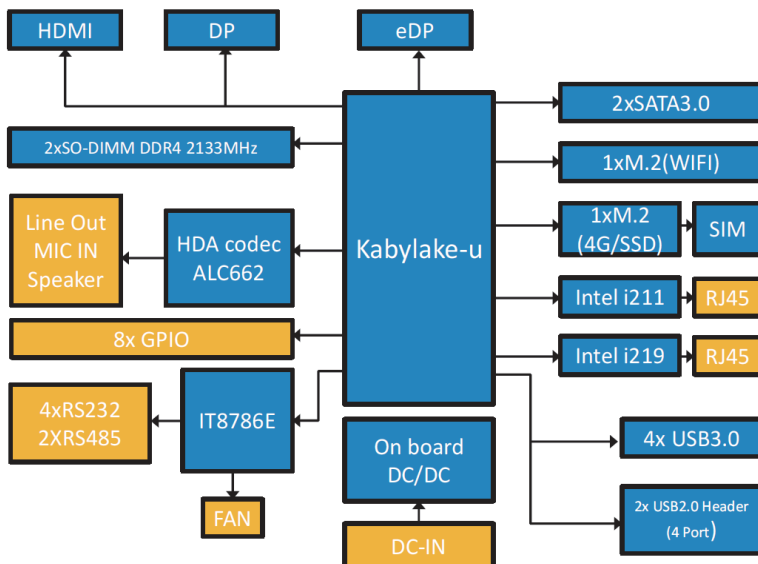 HDMI
DP
eDP
2xSATA3.0
2xSO-DIMM DDR4 2133MHz
1xM.2(WIFI)
Line Out
MIC IN
Speaker
HDA codec
ALC662
Kabylake-u
1xM.2
(4G/SSD)
SIM
Intel i211
RJ45
8x GPIO
Intel i219
RJ45
4xRS232
2XRS485
IT8786E
On board
DC/DC
4x USB3.0
FAN
2x USB2.0 Header
(4 Port)
DC-IN